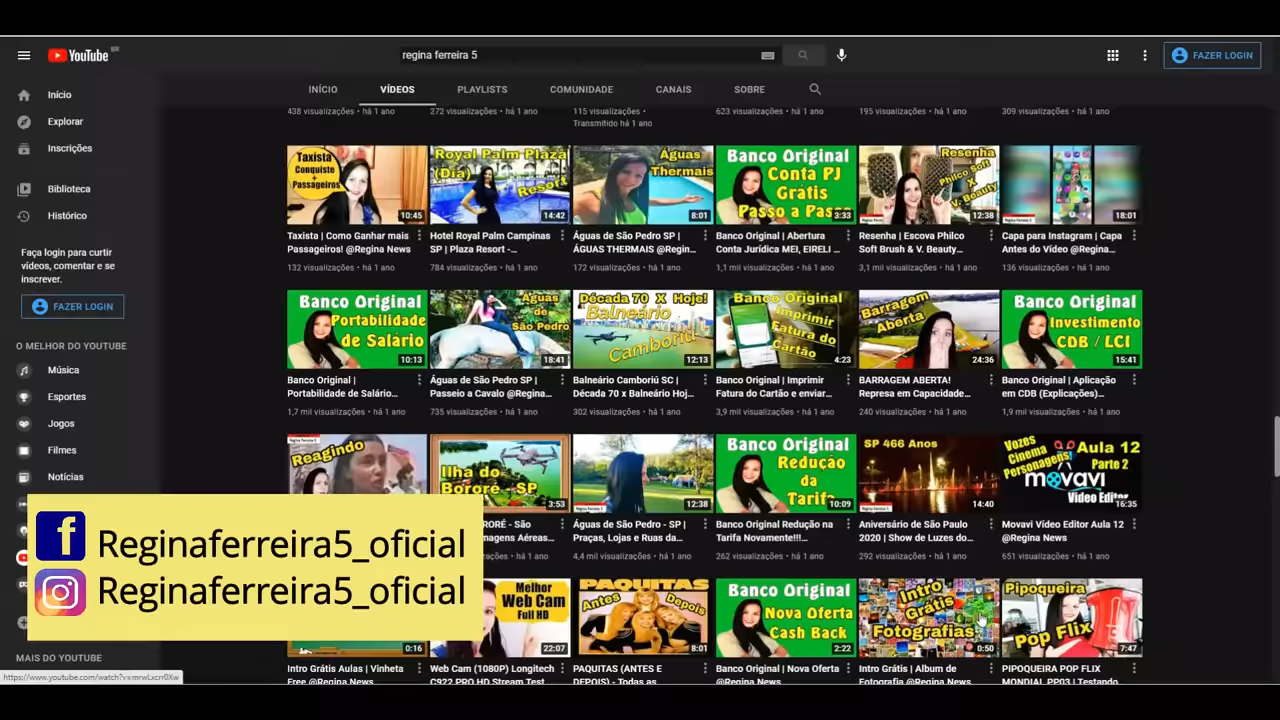 YouTube
regina ferreira 5
FAZER LOGIN
INÍCIO
VÍDEOS
PLAYLISTS
COMUNIDADE
CANAIS
SOBRE
Início
Explorar
Inscrições
Biblioteca
Histórico
Faça login para curtir
vídeos, comentar e se
inscrever.
FAZER LOGIN
O MELHOR DO YOUTUBE
Música
Esportes
Jogos
Filmes
Notícias
MAIS DO YOUTUBE
438 visualizações • há 1 ano
272 visualizações • há 1 ano
115 visualizações •
Transmitido há 1 ano
623 visualizações • há 1 ano
195 visualizações • há 1 ano
309 visualizações • há 1 ano
Taxista
Conquiste
+
Passageiros
10:45
Taxista | Como Ganhar mais
Passageiros! @Regina News
132 visualizações • há 1 ano
Royal Palm Plaza
(Dia)
Resort
14:42
Hotel Royal Palm Campinas
SP | Plaza Resort -...
784 visualizações • há 1 ano
Águas
Thermais
8:01
Águas de São Pedro SP |
ÁGUAS THERMAIS @Regin...
172 visualizações • há 1 ano
Banco Original
Conta PJ
Grátis
Passo a Passo
3:33
Banco Original | Abertura
Conta Jurídica MEI, EIRELI ...
1,1 mil visualizações • há 1 ano
Resenha
Philco Soft
X
V. Beauty
12:38
Resenha | Escova Philco
Soft Brush & V. Beauty...
3,1 mil visualizações • há 1 ano
18:01
Capa para Instagram | Capa
Antes do Vídeo @Regina...
136 visualizações • há 1 ano
Banco Original
Portabilidade
de Salário
10:13
Banco Original |
Portabilidade de Salário...
1,7 mil visualizações • há 1 ano
Águas
de
São Pedro
18:41
Águas de São Pedro SP |
Passeio a Cavalo @Regina...
735 visualizações • há 1 ano
Década 70 X Hoje!
Balneário
Camboriú
12:13
Balneário Camboriú SC |
Década 70 x Balneário Hoj...
302 visualizações • há 1 ano
Banco Original
Imprimir
Fatura do
Cartão
4:23
Banco Original | Imprimir
Fatura do Cartão e enviar...
3,9 mil visualizações • há 1 ano
Barragem
Aberta
24:36
BARRAGEM ABERTA!
Represa em Capacidade...
240 visualizações • há 1 ano
Banco Original
Investimento
CDB / LCI
15:41
Banco Original | Aplicação
em CDB (Explicações)...
1,9 mil visualizações • há 1 ano
Regina Ferreira 5
Reagindo
Ilha do
Bororé - SP
3:53
RORÉ - São
magens Aéreas...
zações • há 1 ano
12:38
Águas de São Pedro - SP |
Praças, Lojas e Ruas da...
4,4 mil visualizações • há 1 ano
Banco Original
Redução
da
Tarifa
10:09
Banco Original Redução na
Tarifa Novamente!!!...
262 visualizações • há 1 ano
SP 466 Anos
14:40
Aniversário de São Paulo
2020 | Show de Luzes do...
292 visualizações • há 1 ano
Vozes
Cinema
Personagens!
Aula 12
Parte 2
movavi
Video Editor
16:35
Movavi Vídeo Editor Aula 12
@Regina News
651 visualizações • há 1 ano
Reginaferreira5_oficial
Reginaferreira5_oficial
0:16
Intro Grátis Aulas | Vinheta
Free @Regina News
Melhor
Web Cam
Full HD
22:07
Web Cam (1080P) Longitech
C922 PRO HD Stream Test...
PAQUITAS
Antes
Depois
8:01
PAQUITAS (ANTES E
DEPOIS) - Todas as
Banco Original
Nova Oferta
Cash Back
2:22
Banco Original | Nova Oferta
@Regina News
Intro
Grátis
Fotografias
0:50
Intro Grátis | Album de
Fotografia @Regina News
Pipoqueira
Pop Flix
7:47
PIPOQUEIRA POP FLIX
MONDIAL PP03 | Testando